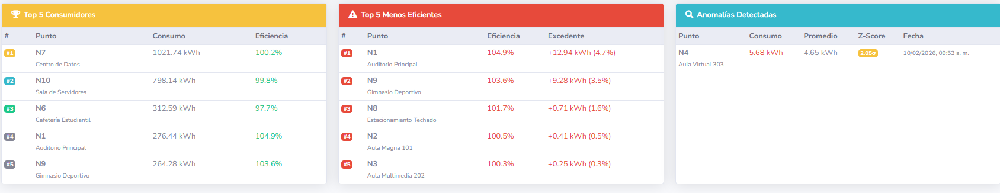 Top 5 Consumidores
# Punto Consumo Eficiencia
#1 N7 1021.74 kWh 100.2%
Centro de Datos
#2 N10 798.14 kWh 99.8%
Sala de Servidores
#3 N6 312.59 kWh 97.7%
Cafetería Estudiantil
#4 N1 276.44 kWh 104.9%
Auditorio Principal
#5 N9 264.28 kWh 103.6%
Gimnasio Deportivo
Top 5 Menos Eficientes
# Punto Eficiencia Excedente
#1 N1 104.9% +12.94 kWh (4.7%)
Auditorio Principal
#2 N9 103.6% +9.28 kWh (3.5%)
Gimnasio Deportivo
#3 N8 101.7% +0.71 kWh (1.6%)
Estacionamiento Techado
#4 N2 100.5% +0.41 kWh (0.5%)
Aula Magna 101
#5 N3 100.3% +0.25 kWh (0.3%)
Aula Multimedia 202
Anomalías Detectadas
Punto Consumo Promedio Z-Score Fecha
N4 5.68 kWh 4.65 kWh 2.05σ 10/02/2026, 09:53 a. m.
Aula Virtual 303